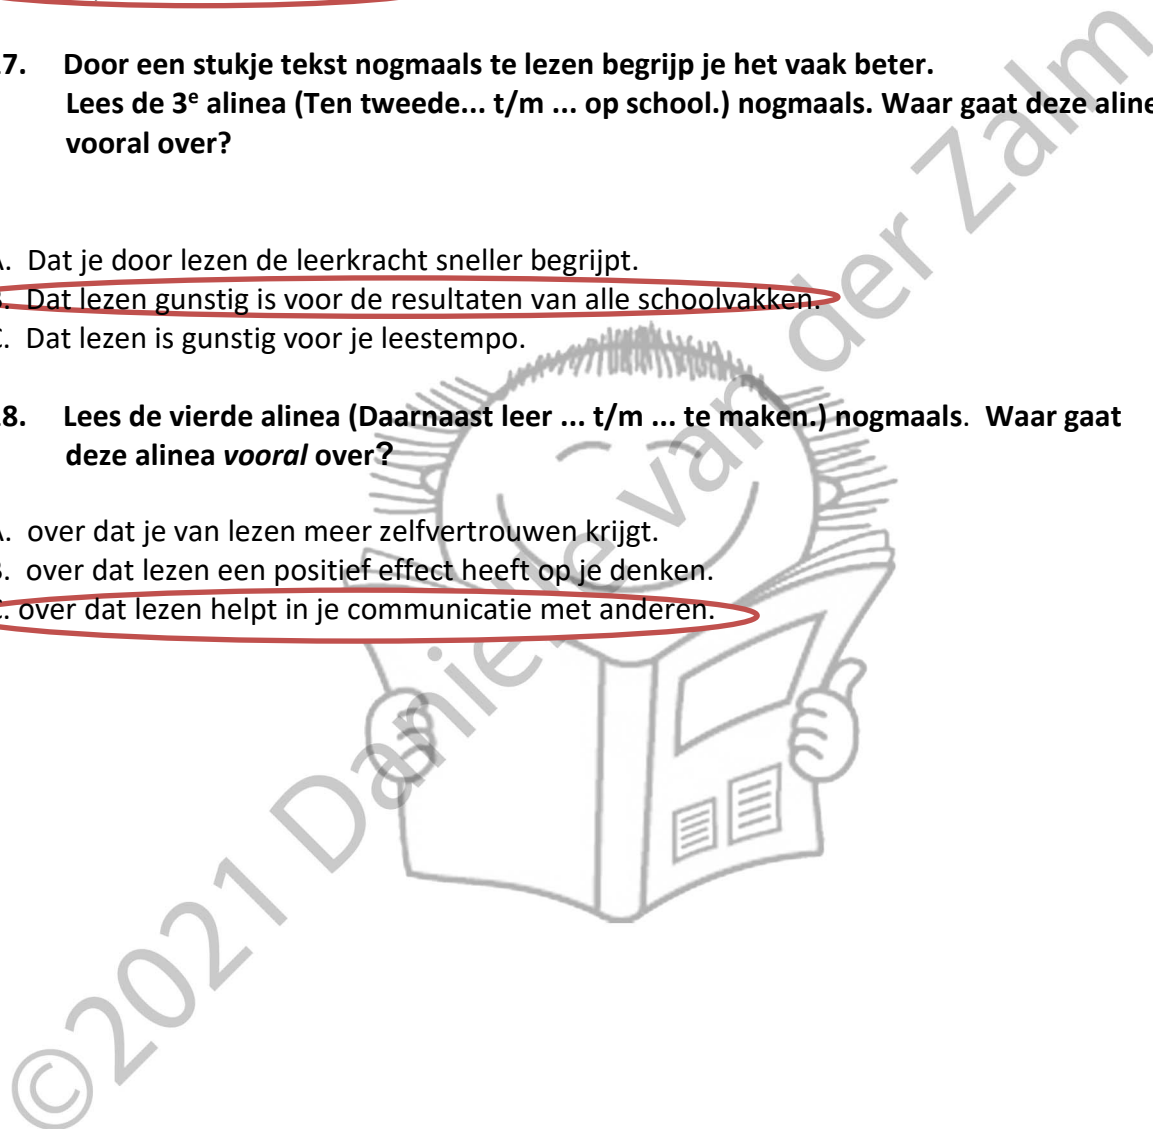 7. Door een stukje tekst nogmaals te lezen begrijp je het vaak beter.
Lees de 3e alinea (Ten tweede... t/m ... op school.) nogmaals. Waar gaat deze aline
vooral over?
. Dat je door lezen de leerkracht sneller begrijpt.
. Dat lezen gunstig is voor de resultaten van alle schoolvakken.
. Dat lezen is gunstig voor je leestempo.
8. Lees de vierde alinea (Daarnaast leer ... t/m ... te maken.) nogmaals. Waar gaat
deze alinea vooral over?
. over dat je van lezen meer zelfvertrouwen krijgt.
. over dat lezen een positief effect heeft op je denken.
. over dat lezen helpt in je communicatie met anderen.
©2021 Daniëlle van der Zalm